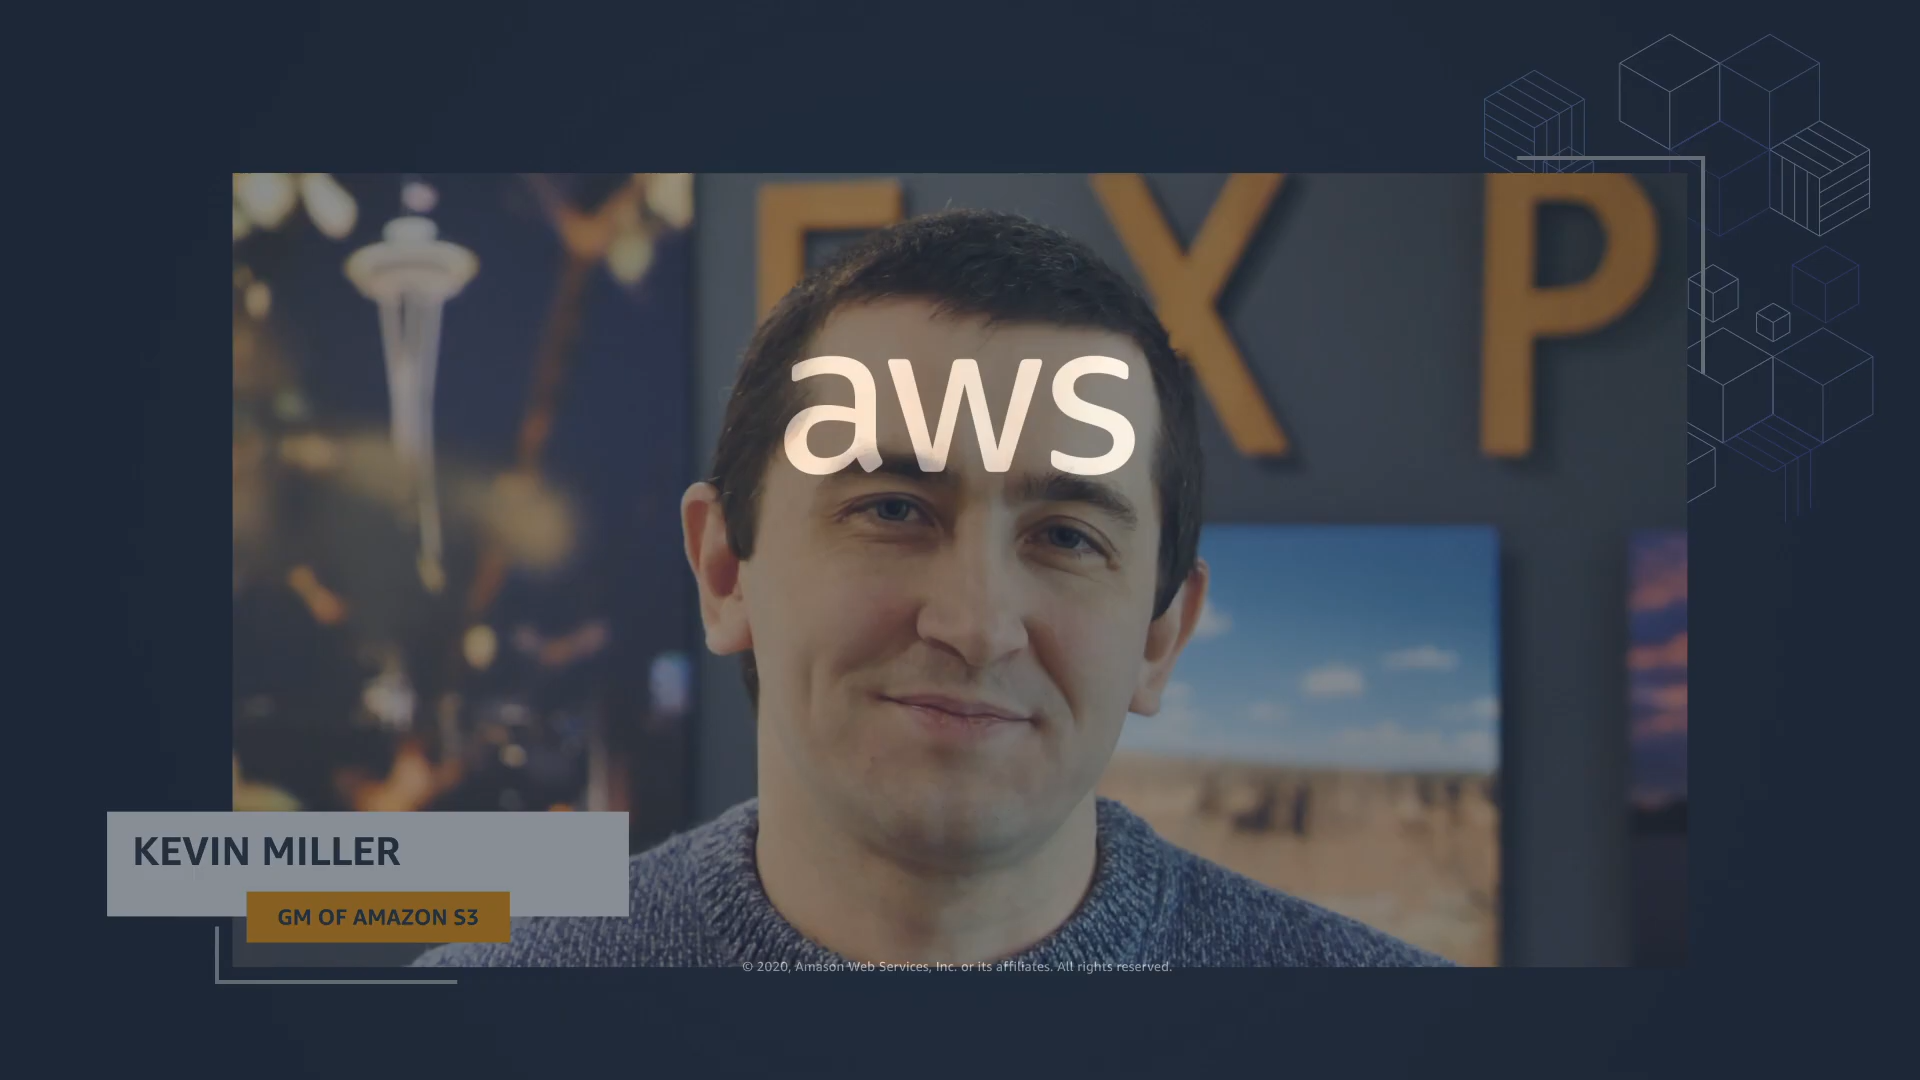 E X P
aws
KEVIN MILLER
GM OF AMAZON S3
© 2020, Amazon Web Services, Inc. or its affiliates. All rights reserved.